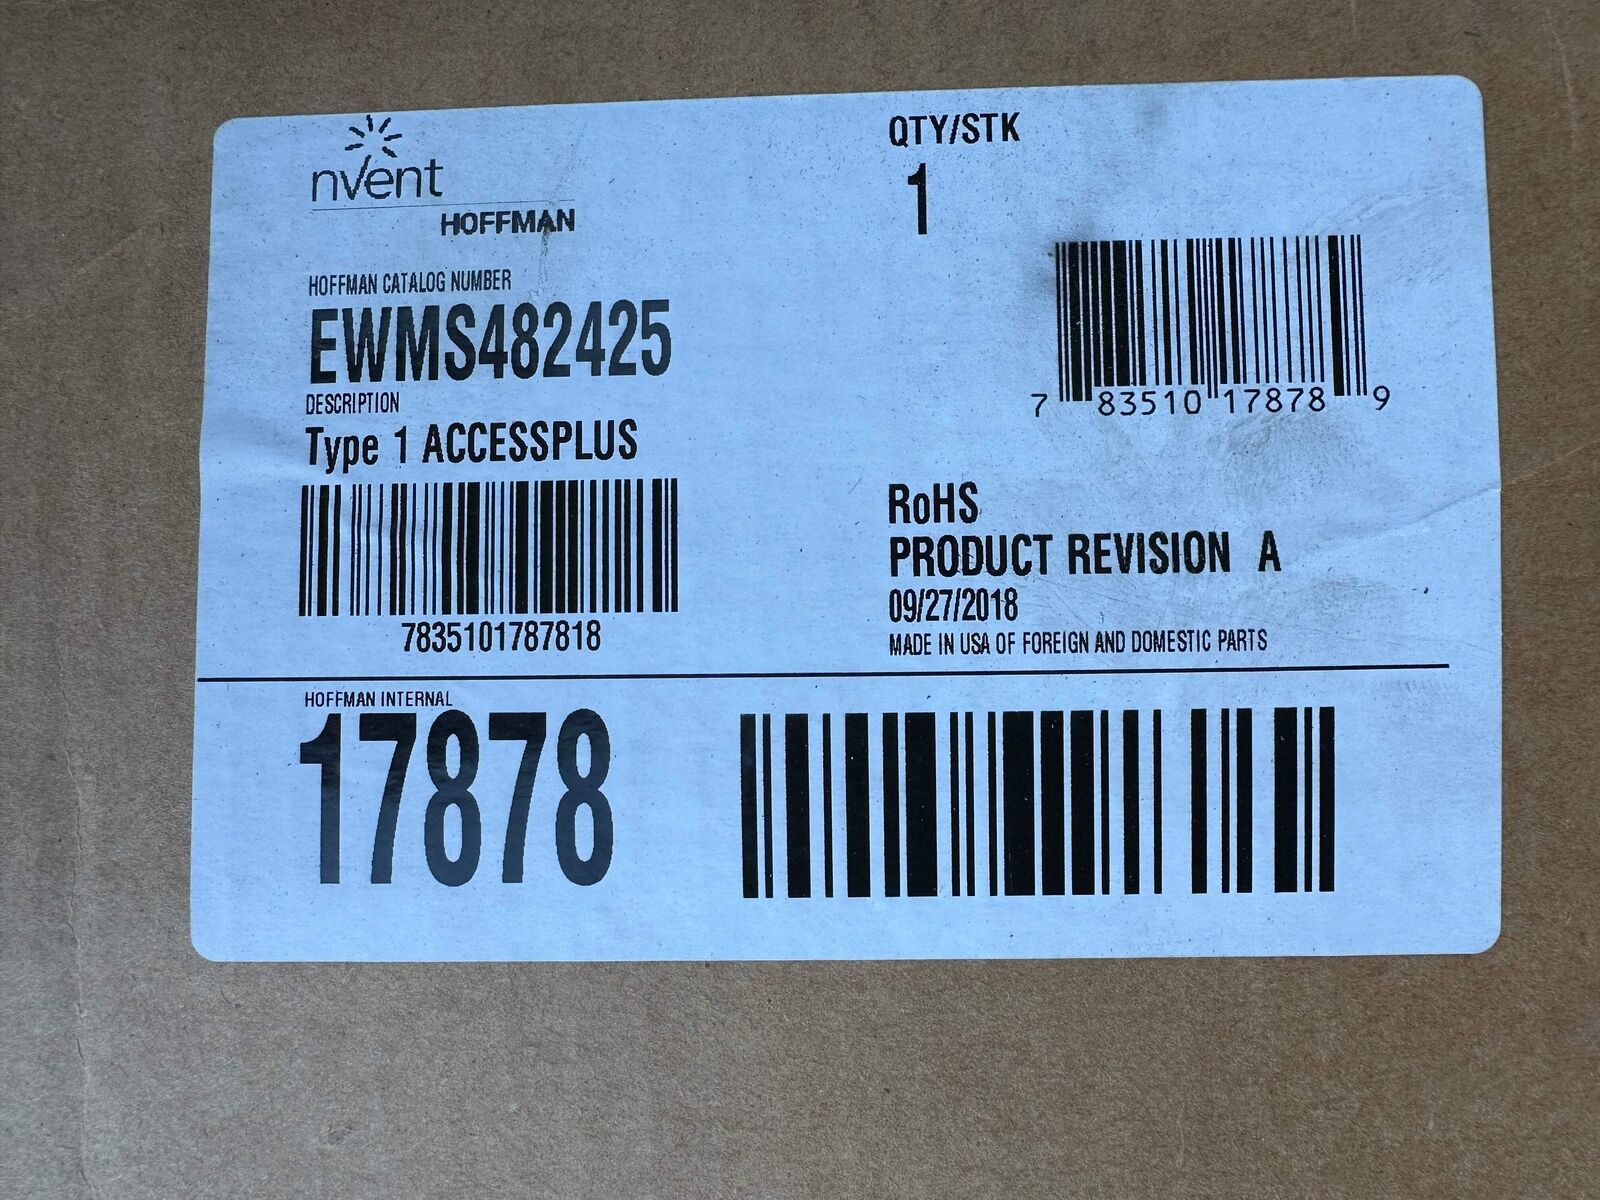 nvent
HOFFMAN
HOFFMAN CATALOG NUMBER
EWMS482425
DESCRIPTION
Type 1 ACCESSPLUS
7835101787818
QTY/STK
1
7 83510 17878 9
RoHS
PRODUCT REVISION A
09/27/2018
MADE IN USA OF FOREIGN AND DOMESTIC PARTS
HOFFMAN INTERNAL
17878